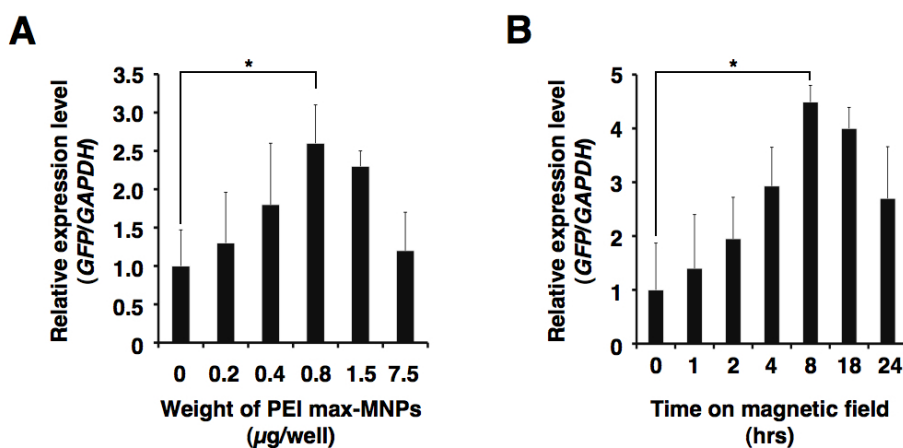 A
Relative expression level
(GFP/GAPDH)
3.5
3.0
2.5
2.0
1.5
1.0
0.5
0
*
0 0.2 0.4 0.8 1.5 7.5
Weight of PEI max-MNPs
(µg/well)
B
Relative expression level
(GFP/GAPDH)
5
4
3
2
1
0
*
0 1 2 4 8 18 24
Time on magnetic field
(hrs)